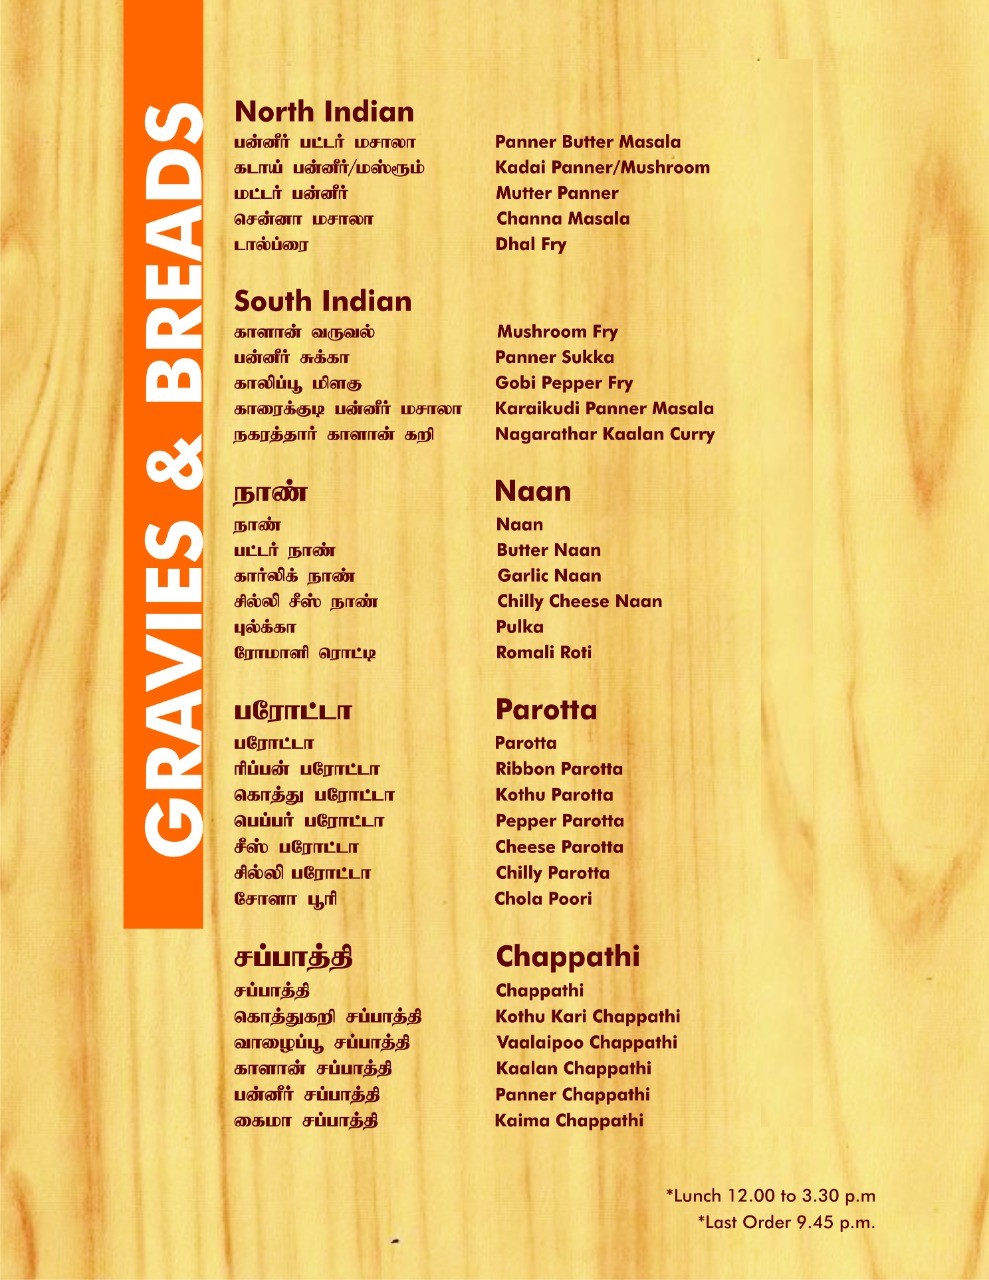 GRAVIES & BREADS
North Indian
பன்னீர் பட்டர் மசாலா Panner Butter Masala
கடாய் பன்னீர்/மஸ்ரூம் Kadai Panner/Mushroom
மட்டர் பன்னீர் Mutter Panner
சென்னா மசாலா Channa Masala
டால்ப்ரை Dhal Fry
South Indian
காளான் வருவல் Mushroom Fry
பன்னீர் சுக்கா Panner Sukka
காலிப்பூ மிளகு Gobi Pepper Fry
காரைக்குடி பன்னீர் மசாலா Karaikudi Panner Masala
நகரத்தார் காளான் கறி Nagarathar Kaalan Curry
நாண் Naan
நாண் Naan
பட்டர் நாண் Butter Naan
கார்லிக் நாண் Garlic Naan
சில்லி சீஸ் நாண் Chilly Cheese Naan
புல்க்கா Pulka
ரோமாளி ரொட்டி Romali Roti
பரோட்டா Parotta
பரோட்டா Parotta
ரிப்பன் பரோட்டா Ribbon Parotta
கொத்து பரோட்டா Kothu Parotta
பெப்பர் பரோட்டா Pepper Parotta
சீஸ் பரோட்டா Cheese Parotta
சில்லி பரோட்டா Chilly Parotta
சோளா பூரி Chola Poori
சப்பாத்தி Chappathi
சப்பாத்தி Chappathi
கொத்துகறி சப்பாத்தி Kothu Kari Chappathi
வாழைப்பூ சப்பாத்தி Vaalaipoo Chappathi
காளான் சப்பாத்தி Kaalan Chappathi
பன்னீர் சப்பாத்தி Panner Chappathi
கைமா சப்பாத்தி Kaima Chappathi
*Lunch 12.00 to 3.30 p.m
*Last Order 9.45 p.m.